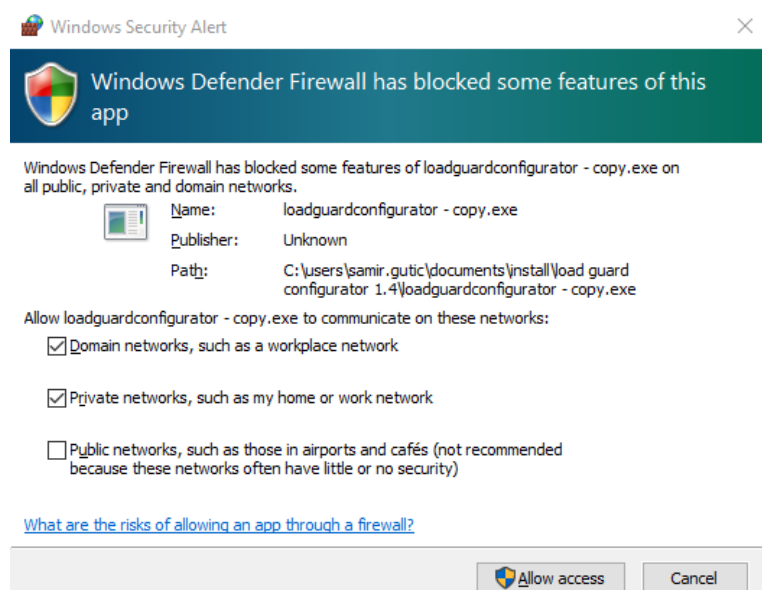 Windows Security Alert
Windows Defender Firewall has blocked some features of this
app
Windows Defender Firewall has blocked some features of loadguardconfigurator - copy.exe on
all public, private and domain networks.
Name: loadguardconfigurator - copy.exe
Publisher: Unknown
Path: C:\users\samir.gutic\documents\install\load guard
configurator 1.4\loadguardconfigurator - copy.exe
Allow loadguardconfigurator - copy.exe to communicate on these networks:
Domain networks, such as a workplace network
Private networks, such as my home or work network
Public networks, such as those in airports and cafés (not recommended
because these networks often have little or no security)
What are the risks of allowing an app through a firewall?
Allow access Cancel